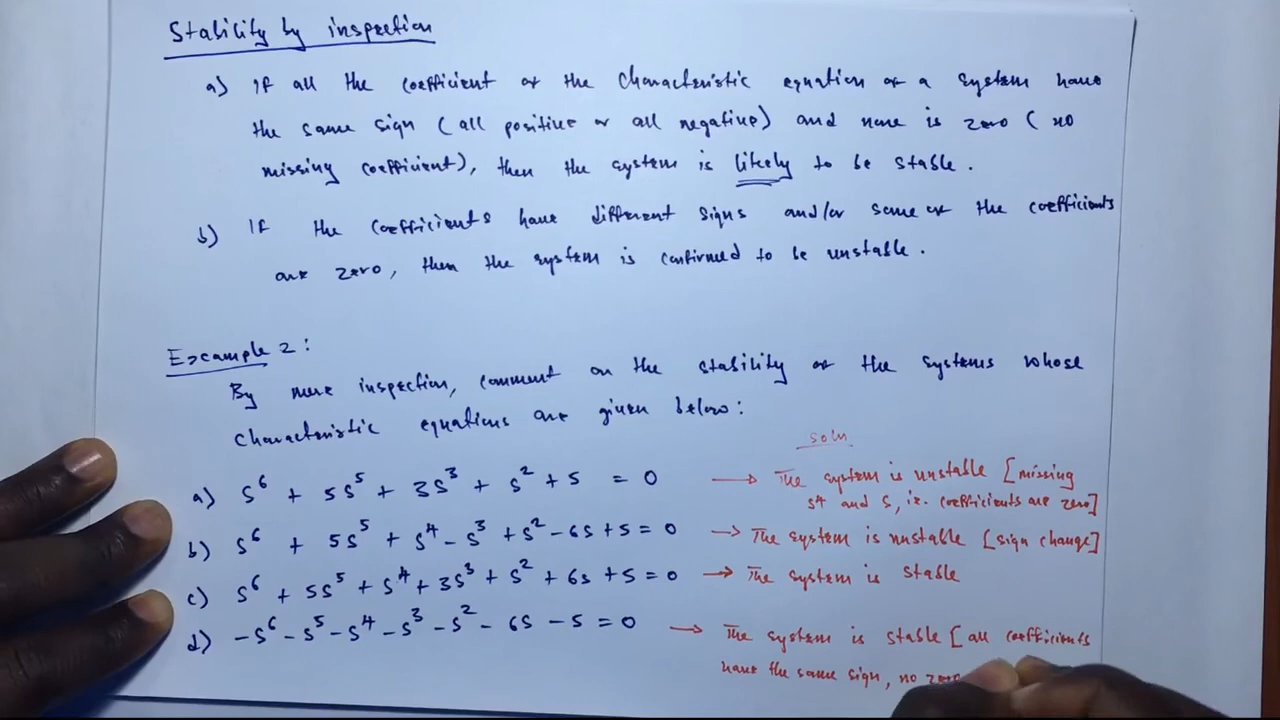 Stability by inspection
a) If all the coefficient of the characteristic equation of a system have
the same sign (all positive or all negative) and none is zero (no
missing coefficient), then the system is likely to be stable.
b) If the coefficients have different signs and/or some of the coefficients
are zero, then the system is confirmed to be unstable.
Example 2:
By mere inspection, comment on the stability of the systems whose
characteristic equations are given below:
soln
a) s⁶ + 5s⁵ + 3s³ + s² + 5 = 0 → The system is unstable [missing
s⁴ and s, i.e. coefficients are zero]
b) s⁶ + 5s⁵ + s⁴ - s³ + s² - 6s + 5 = 0 → The system is unstable [sign change]
c) s⁶ + 5s⁵ + s⁴ + 3s³ + s² + 6s + 5 = 0 → The system is stable
d) -s⁶ - s⁵ - s⁴ - s³ - s² - 6s - 5 = 0 → The system is stable [all coefficients
have the same sign, no zero